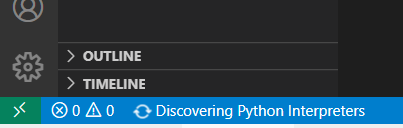 OUTLINE
TIMELINE
0 0 Discovering Python Interpreters